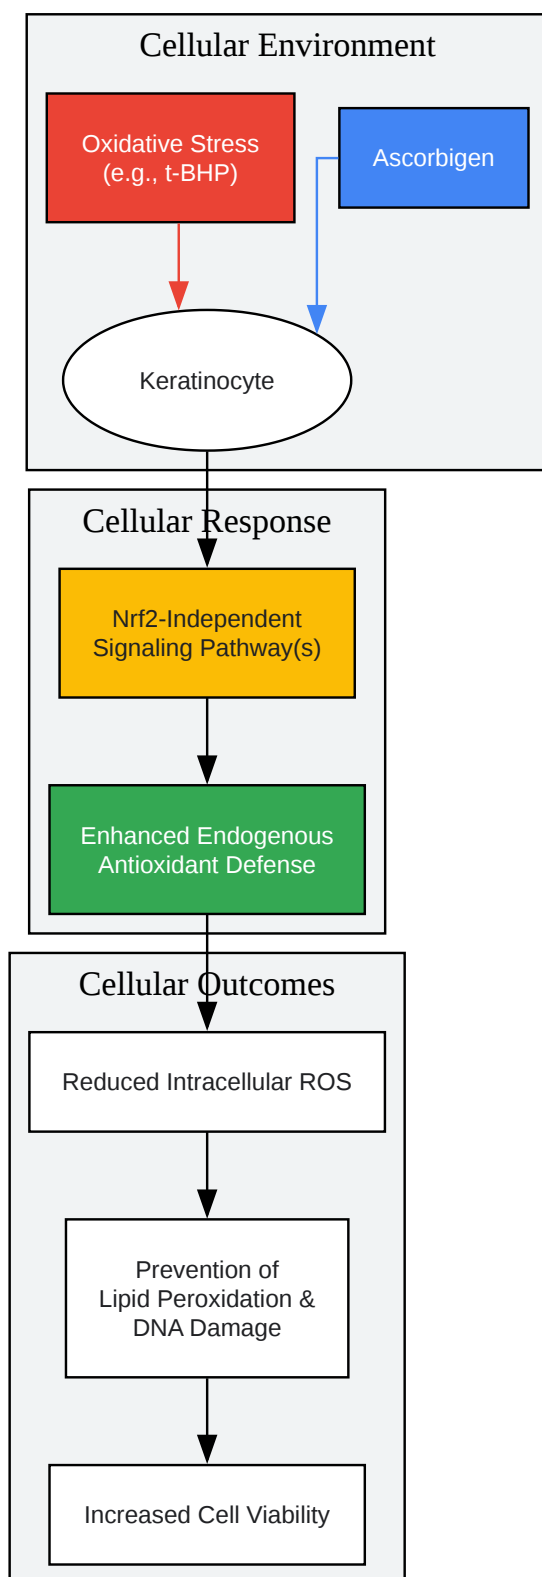 Cellular Environment
Oxidative Stress
(e.g., t-BHP)
Ascorbigen
Keratinocyte
Cellular Response
Nrf2-Independent
Signaling Pathway(s)
Enhanced Endogenous
Antioxidant Defense
Cellular Outcomes
Reduced Intracellular ROS
Prevention of
Lipid Peroxidation &
DNA Damage
Increased Cell Viability